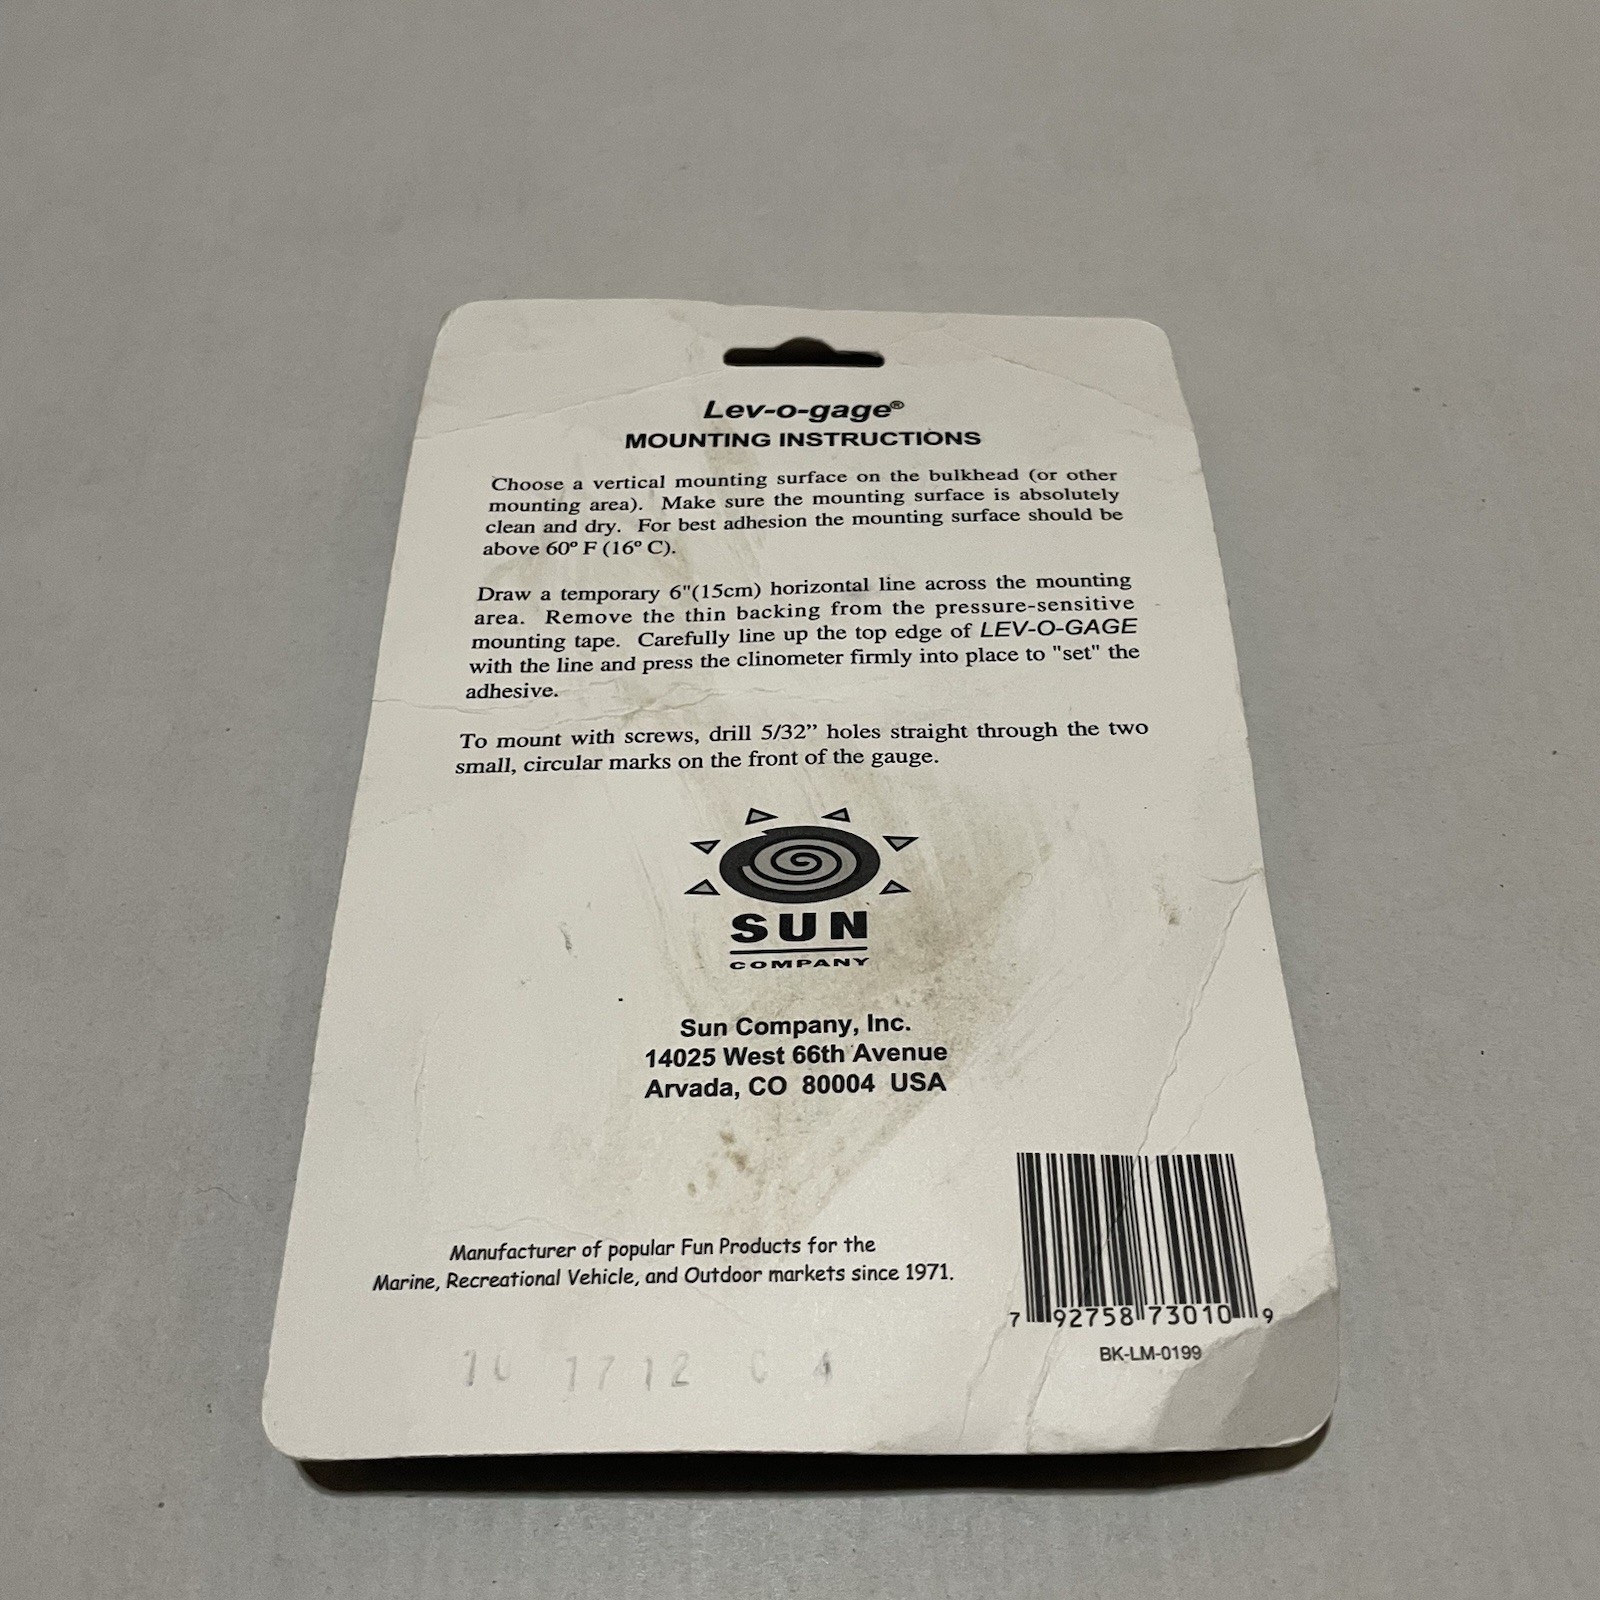 Lev-o-gage®
MOUNTING INSTRUCTIONS
Choose a vertical mounting surface on the bulkhead (or other
mounting area). Make sure the mounting surface is absolutely
clean and dry. For best adhesion the mounting surface should be
above 60° F (16° C).
Draw a temporary 6"(15cm) horizontal line across the mounting
area. Remove the thin backing from the pressure-sensitive
mounting tape. Carefully line up the top edge of LEV-O-GAGE
with the line and press the clinometer firmly into place to "set" the
adhesive.
To mount with screws, drill 5/32” holes straight through the two
small, circular marks on the front of the gauge.
SUN
COMPANY
Sun Company, Inc.
14025 West 66th Avenue
Arvada, CO 80004 USA
Manufacturer of popular Fun Products for the
Marine, Recreational Vehicle, and Outdoor markets since 1971.
7 92758 73010 9
BK-LM-0199